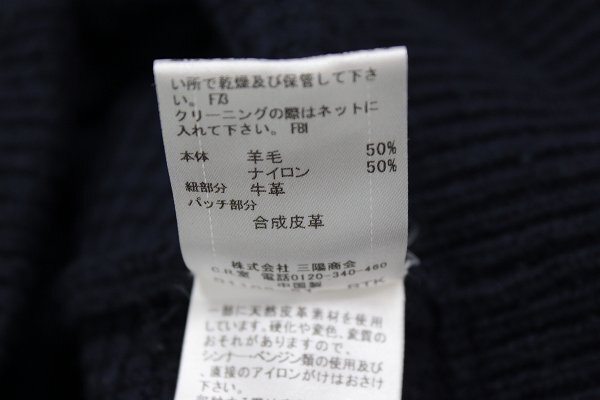 い所で乾燥及び保管して下さ
い。 F73
クリーニングの際はネットに
入れて下さい。 F81
本体 羊毛 50%
ナイロン 50%
紐部分 牛革
パッチ部分
合成皮革
株式会社 三陽商会
CR室 電話0120-340-460
中国製 RTK
一部に天然皮革素材を使用
しています。硬化や変色、変質の
おそれがありますので、
シンナー・ベンジン類の使用及び
、直接のアイロンがけはおさけ
下さい。